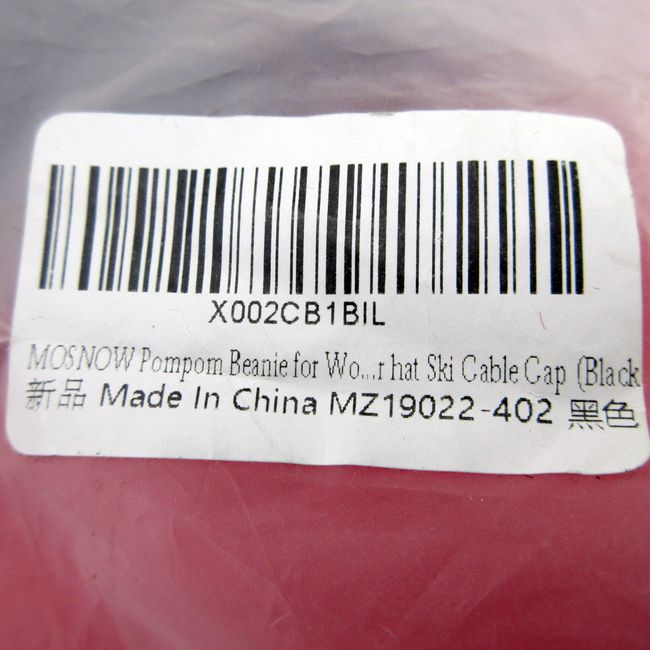 X002CB1BIL
MOSNOW Pompom Beanie for Wo...r hat Ski Cable Cap (Black
新品 Made In China MZ19022-402 黑色